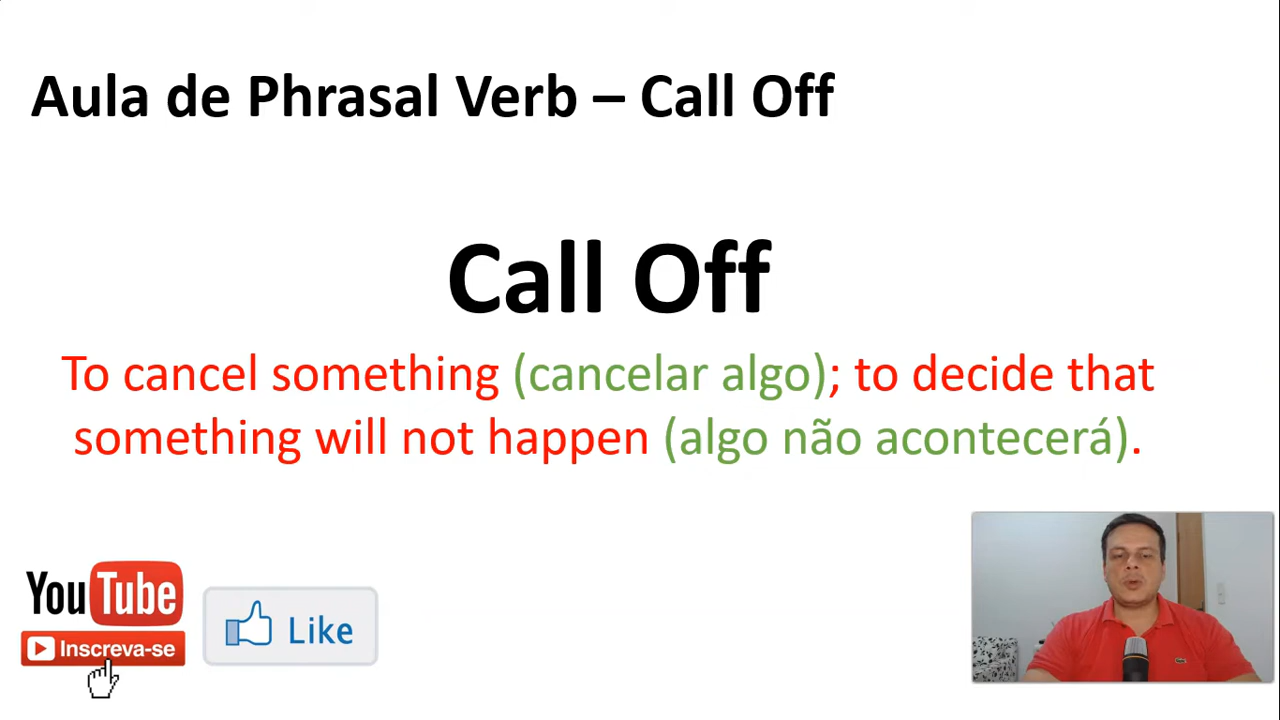 Aula de Phrasal Verb – Call Off
Call Off
To cancel something (cancelar algo); to decide that
something will not happen (algo não acontecerá).
YouTube
Inscreva-se
Like